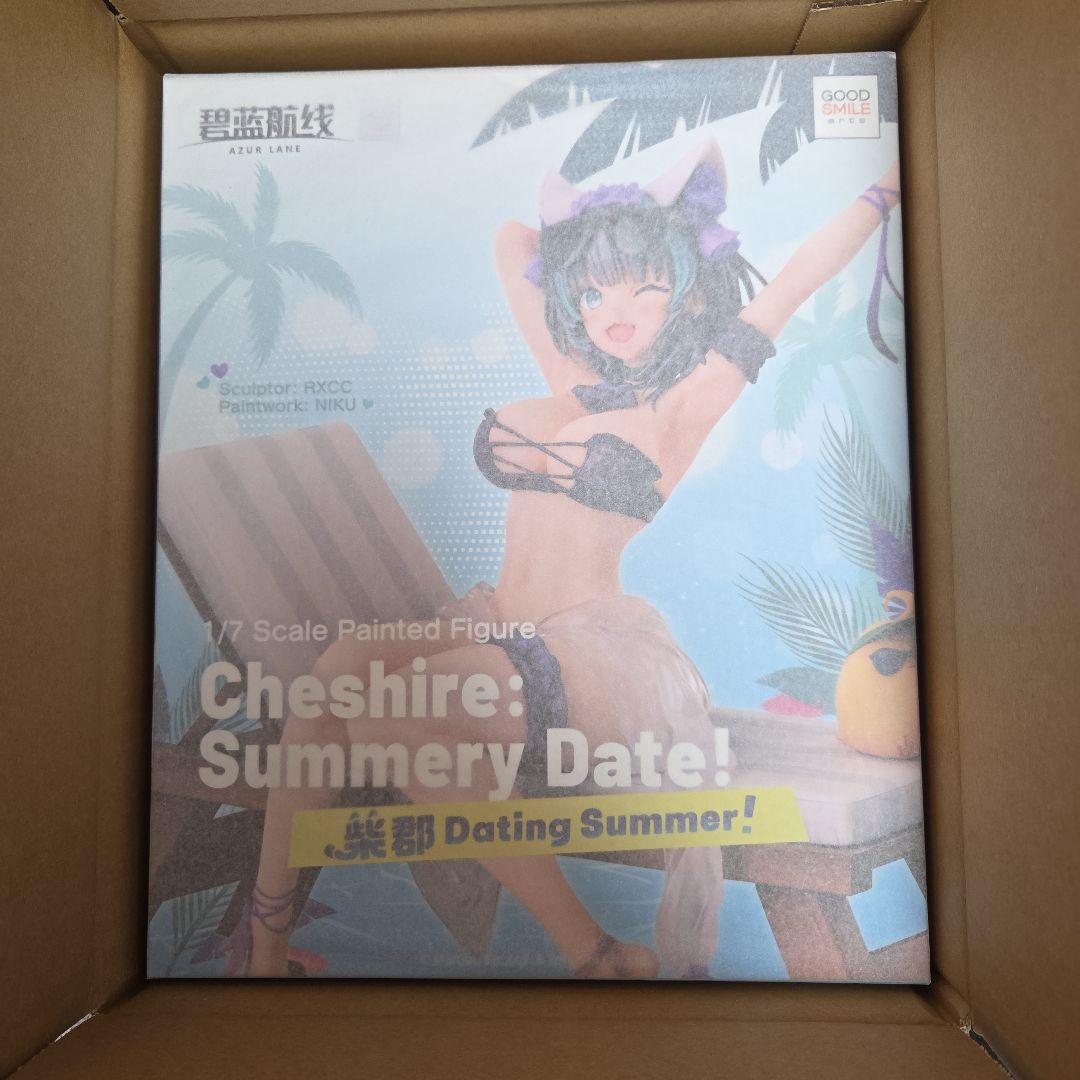 碧蓝航线
AZUR LANE
GOOD
SMILE
arts
Sculptor: RXCC
Paintwork: NIKU
1/7 Scale Painted Figure
Cheshire:
Summery Date!
柴郡 Dating Summer!